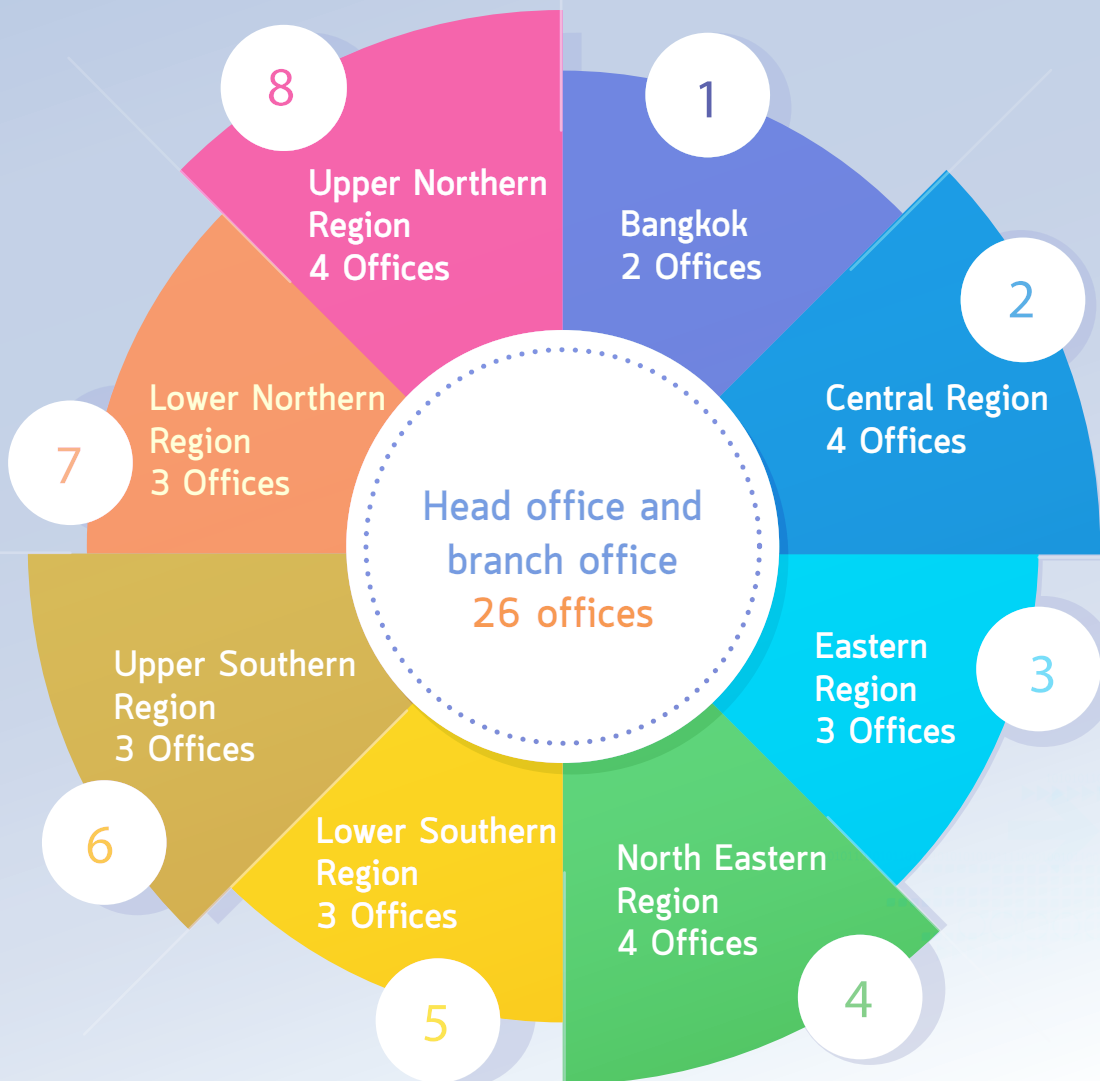 8
Upper Northern
Region
4 Offices
1
Bangkok
2 Offices
2
Central Region
4 Offices
7
Lower Northern
Region
3 Offices
Head office and
branch office
26 offices
3
Eastern
Region
3 Offices
6
Upper Southern
Region
3 Offices
5
Lower Southern
Region
3 Offices
4
North Eastern
Region
4 Offices